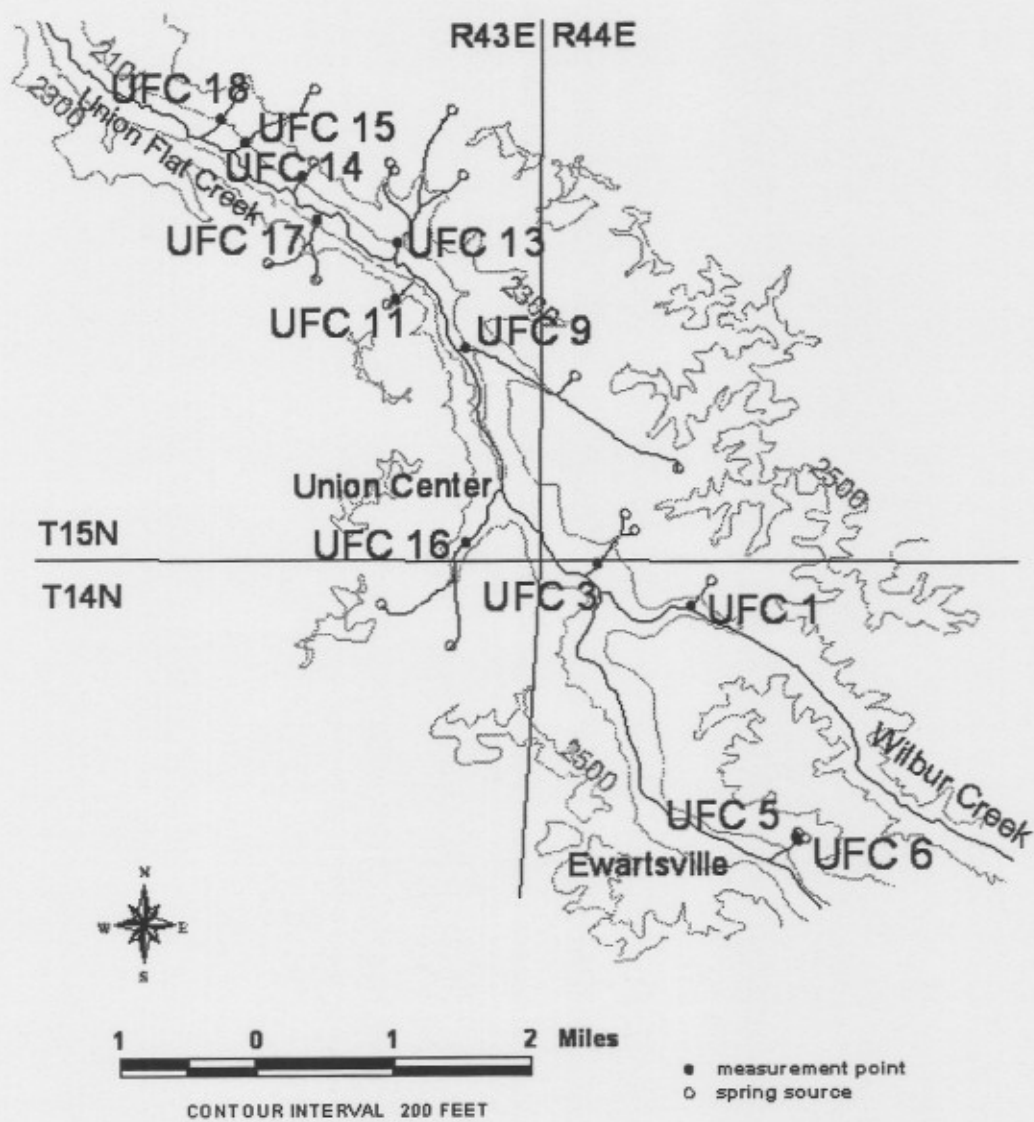 R43E R44E
2100
UFC 18
2300
Union Flat Creek
UFC 15
UFC 14
UFC 17
UFC 13
2300
UFC 11
UFC 9
2500
Union Center
T15N
UFC 16
T14N
UFC 3
UFC 1
2500
Wilbur Creek
UFC 5
Ewartsville
UFC 6
N
W E
S
1 0 1 2 Miles
measurement point
spring source
CONTOUR INTERVAL 200 FEET